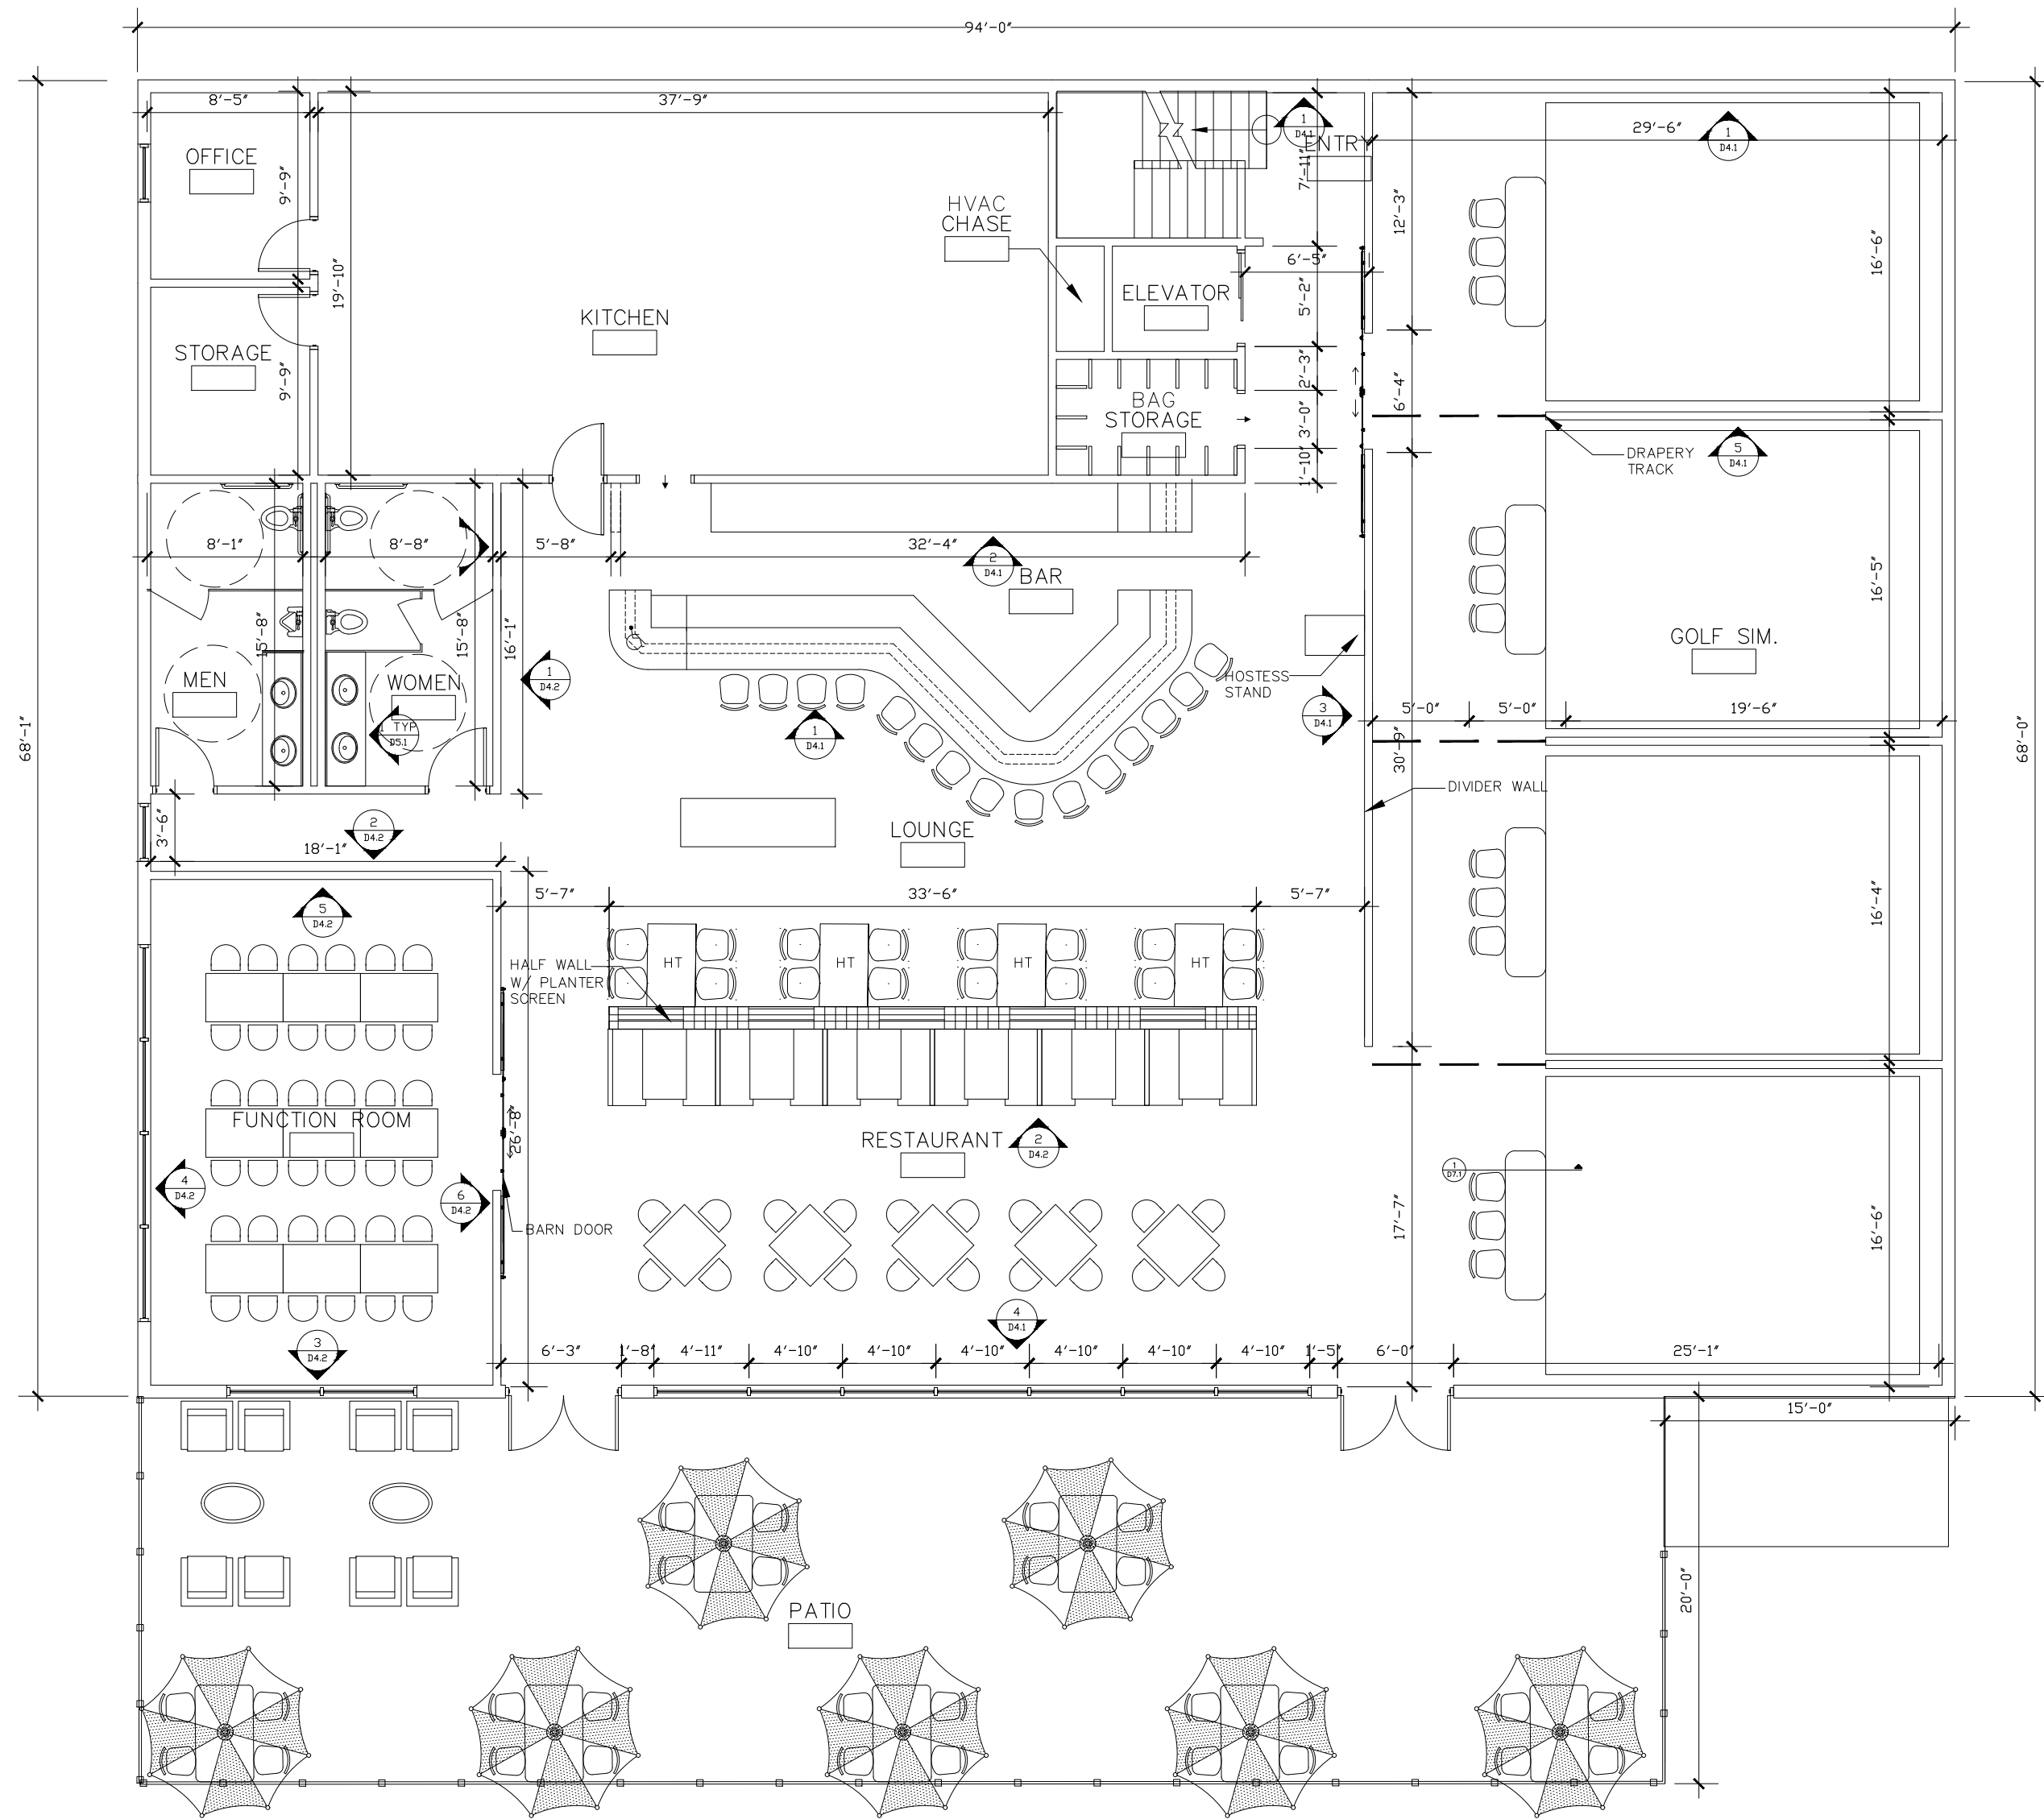 94'-0"
8'-5"
37'-9"
1
D4.1
ENTRY
29'-6"
1
D4.1
OFFICE
9'-9"
7'-11"
12'-3"
HVAC
CHASE
16'-6"
6'-5"
19'-10"
5'-2"
ELEVATOR
KITCHEN
STORAGE
9'-9"
2'-3"
6'-4"
BAG
STORAGE
3'-0"
1'-10"
DRAPERY
TRACK
5
D4.1
8'-1"
8'-8"
5'-8"
32'-4"
2
D4.1
BAR
16'-5"
15'-8"
15'-8"
16'-1"
GOLF SIM.
MEN
WOMEN
1
D4.2
HOSTESS
STAND
1 TYP
D5.1
1
D4.1
3
D4.1
5'-0"
5'-0"
19'-6"
68'-1"
68'-0"
30'-9"
DIVIDER WALL
3'-6"
2
D4.2
18'-1"
LOUNGE
5'-7"
33'-6"
5'-7"
5
D4.2
16'-4"
HALF WALL
W/ PLANTER
SCREEN
HT
HT
HT
HT
FUNCTION ROOM
26'-8"
RESTAURANT
2
D4.2
4
D4.2
6
D4.2
1
D7.1
BARN DOOR
17'-7"
16'-6"
3
D4.2
4
D4.1
6'-3"
1'-8"
4'-11"
4'-10"
4'-10"
4'-10"
4'-10"
4'-10"
4'-10"
1'-5"
6'-0"
25'-1"
15'-0"
20'-0"
PATIO